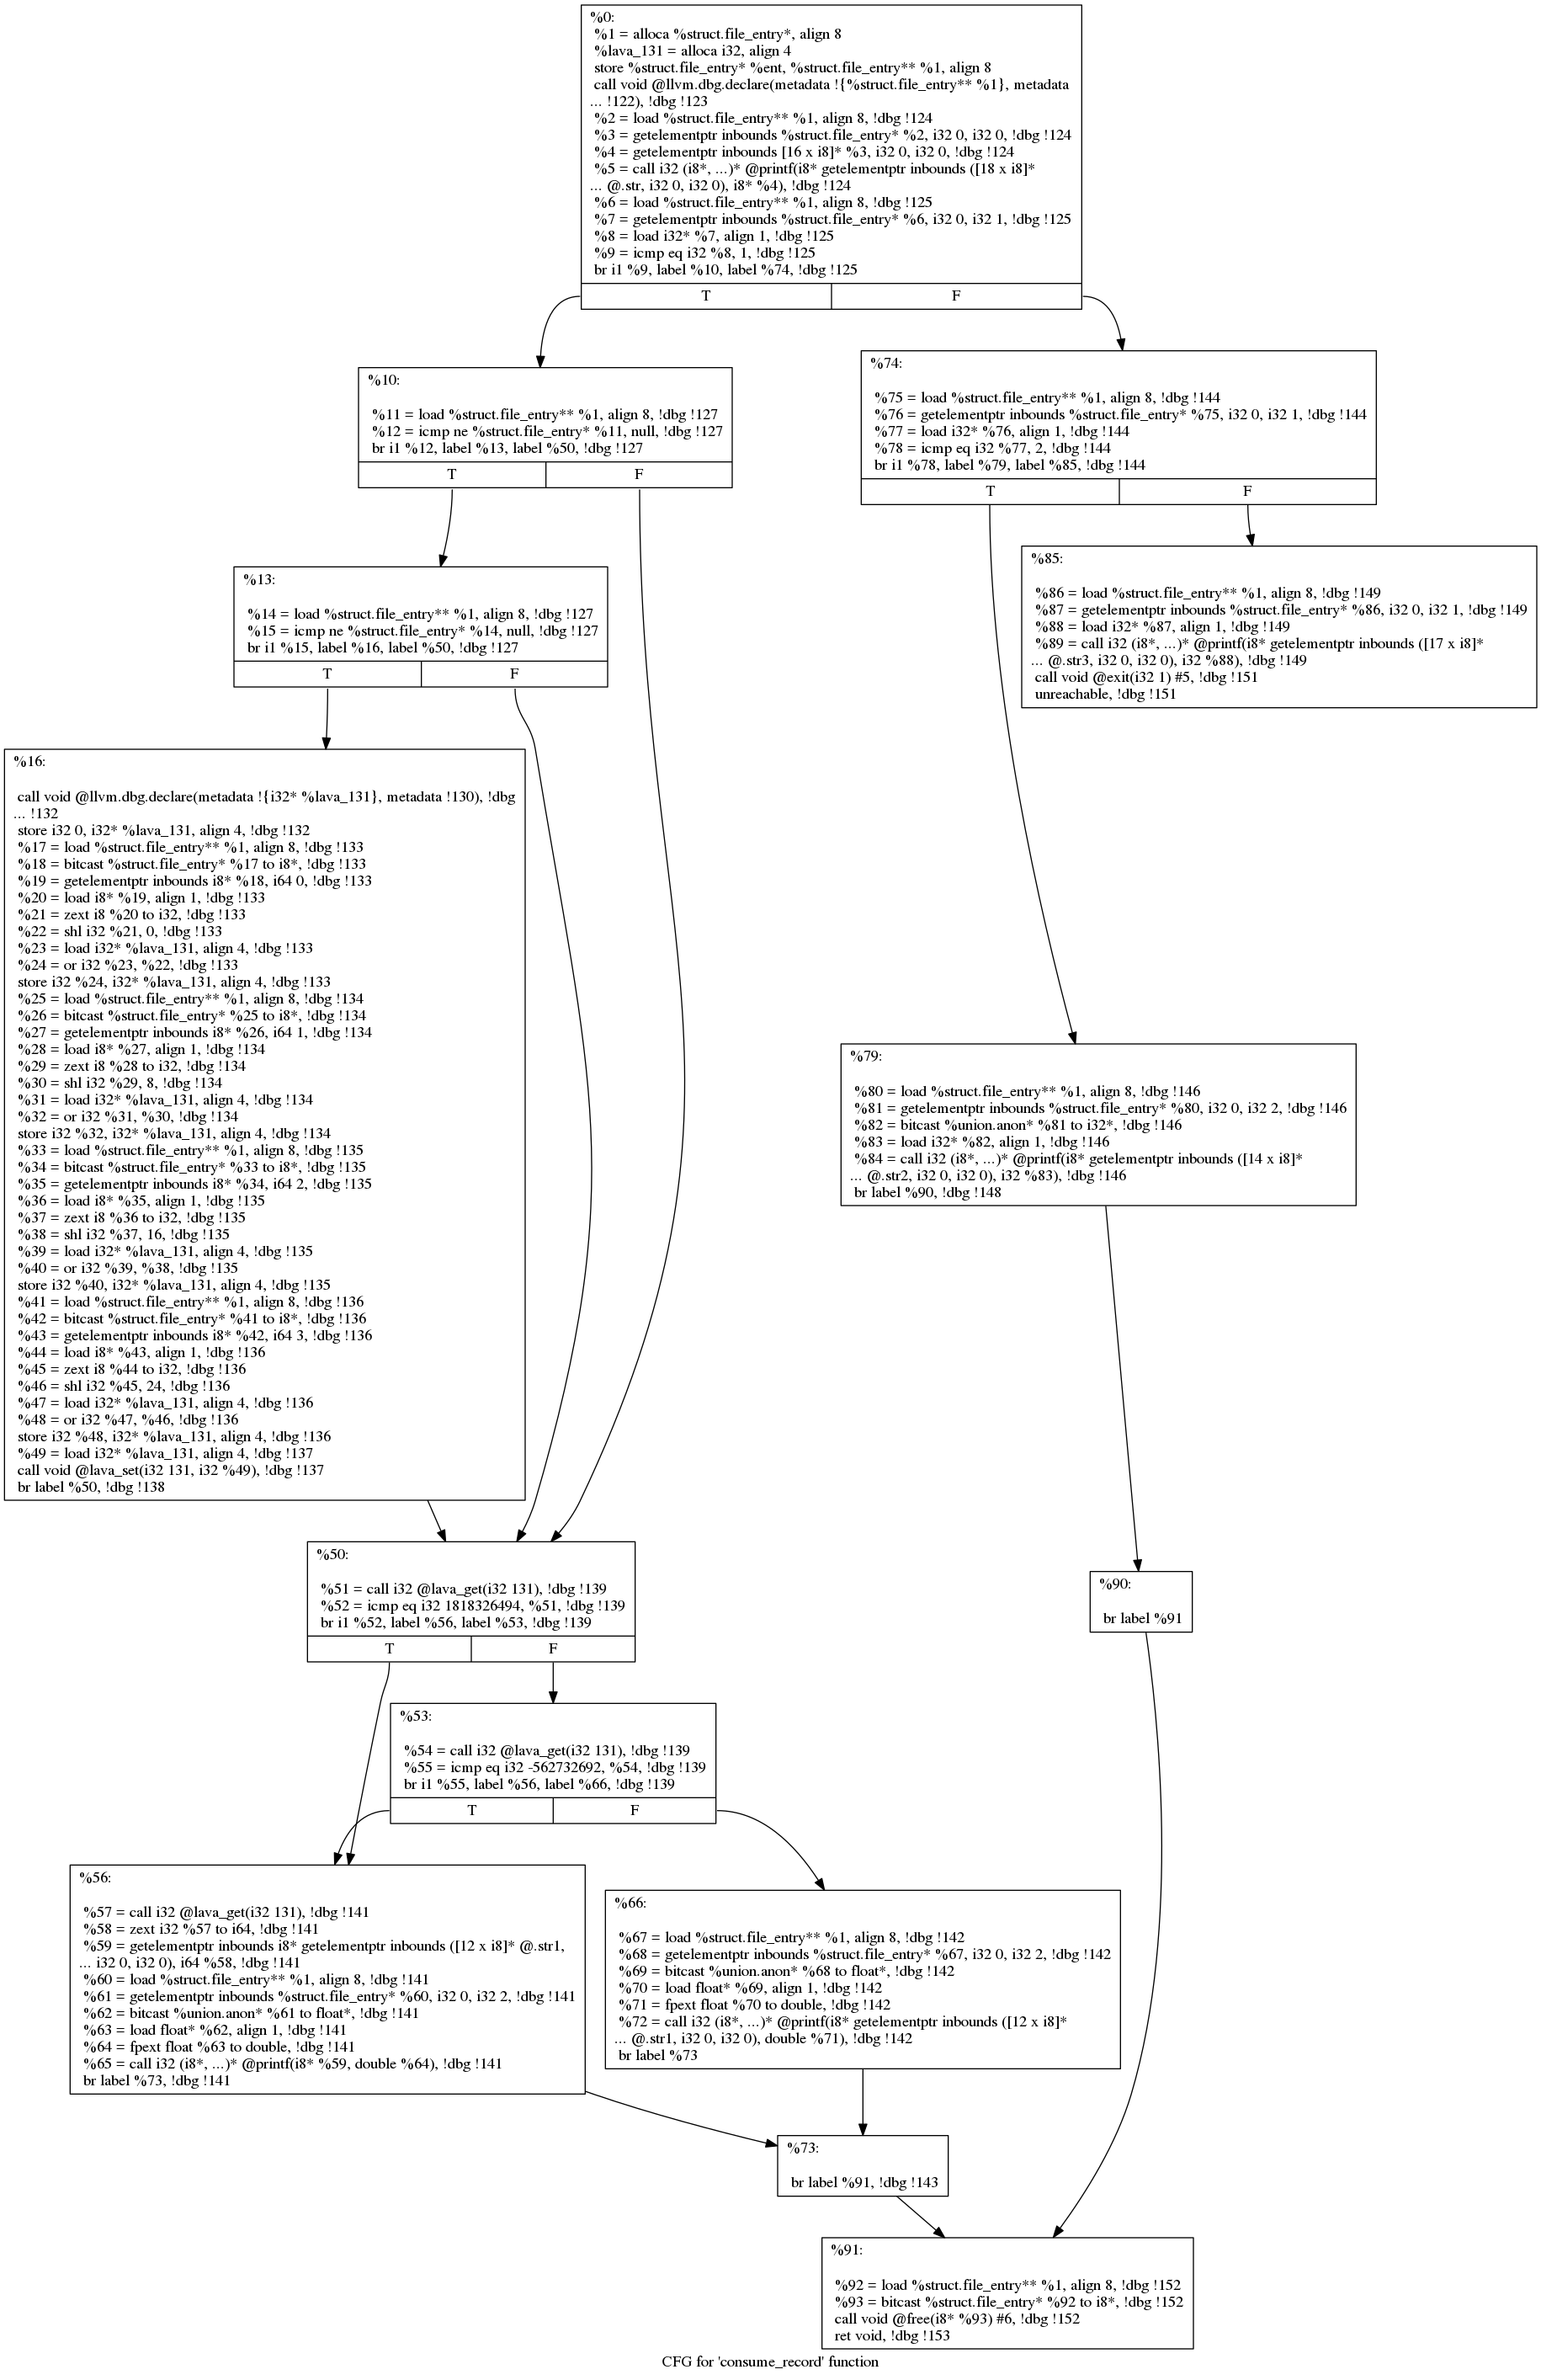 %0:
%1 = alloca %struct.file_entry*, align 8
%lava_131 = alloca i32, align 4
store %struct.file_entry* %ent, %struct.file_entry** %1, align 8
call void @llvm.dbg.declare(metadata !{%struct.file_entry** %1}, metadata
... !122), !dbg !123
%2 = load %struct.file_entry** %1, align 8, !dbg !124
%3 = getelementptr inbounds %struct.file_entry* %2, i32 0, i32 0, !dbg !124
%4 = getelementptr inbounds [16 x i8]* %3, i32 0, i32 0, !dbg !124
%5 = call i32 (i8*, ...)* @printf(i8* getelementptr inbounds ([18 x i8]*
... @.str, i32 0, i32 0), i8* %4), !dbg !124
%6 = load %struct.file_entry** %1, align 8, !dbg !125
%7 = getelementptr inbounds %struct.file_entry* %6, i32 0, i32 1, !dbg !125
%8 = load i32* %7, align 1, !dbg !125
%9 = icmp eq i32 %8, 1, !dbg !125
br i1 %9, label %10, label %74, !dbg !125
T F
%10:
%11 = load %struct.file_entry** %1, align 8, !dbg !127
%12 = icmp ne %struct.file_entry* %11, null, !dbg !127
br i1 %12, label %13, label %50, !dbg !127
T F
%74:
%75 = load %struct.file_entry** %1, align 8, !dbg !144
%76 = getelementptr inbounds %struct.file_entry* %75, i32 0, i32 1, !dbg !144
%77 = load i32* %76, align 1, !dbg !144
%78 = icmp eq i32 %77, 2, !dbg !144
br i1 %78, label %79, label %85, !dbg !144
T F
%13:
%14 = load %struct.file_entry** %1, align 8, !dbg !127
%15 = icmp ne %struct.file_entry* %14, null, !dbg !127
br i1 %15, label %16, label %50, !dbg !127
T F
%85:
%86 = load %struct.file_entry** %1, align 8, !dbg !149
%87 = getelementptr inbounds %struct.file_entry* %86, i32 0, i32 1, !dbg !149
%88 = load i32* %87, align 1, !dbg !149
%89 = call i32 (i8*, ...)* @printf(i8* getelementptr inbounds ([17 x i8]*
... @.str3, i32 0, i32 0), i32 %88), !dbg !149
call void @exit(i32 1) #5, !dbg !151
unreachable, !dbg !151
%16:
call void @llvm.dbg.declare(metadata !{i32* %lava_131}, metadata !130), !dbg
... !132
store i32 0, i32* %lava_131, align 4, !dbg !132
%17 = load %struct.file_entry** %1, align 8, !dbg !133
%18 = bitcast %struct.file_entry* %17 to i8*, !dbg !133
%19 = getelementptr inbounds i8* %18, i64 0, !dbg !133
%20 = load i8* %19, align 1, !dbg !133
%21 = zext i8 %20 to i32, !dbg !133
%22 = shl i32 %21, 0, !dbg !133
%23 = load i32* %lava_131, align 4, !dbg !133
%24 = or i32 %23, %22, !dbg !133
store i32 %24, i32* %lava_131, align 4, !dbg !133
%25 = load %struct.file_entry** %1, align 8, !dbg !134
%26 = bitcast %struct.file_entry* %25 to i8*, !dbg !134
%27 = getelementptr inbounds i8* %26, i64 1, !dbg !134
%28 = load i8* %27, align 1, !dbg !134
%29 = zext i8 %28 to i32, !dbg !134
%30 = shl i32 %29, 8, !dbg !134
%31 = load i32* %lava_131, align 4, !dbg !134
%32 = or i32 %31, %30, !dbg !134
store i32 %32, i32* %lava_131, align 4, !dbg !134
%33 = load %struct.file_entry** %1, align 8, !dbg !135
%34 = bitcast %struct.file_entry* %33 to i8*, !dbg !135
%35 = getelementptr inbounds i8* %34, i64 2, !dbg !135
%36 = load i8* %35, align 1, !dbg !135
%37 = zext i8 %36 to i32, !dbg !135
%38 = shl i32 %37, 16, !dbg !135
%39 = load i32* %lava_131, align 4, !dbg !135
%40 = or i32 %39, %38, !dbg !135
store i32 %40, i32* %lava_131, align 4, !dbg !135
%41 = load %struct.file_entry** %1, align 8, !dbg !136
%42 = bitcast %struct.file_entry* %41 to i8*, !dbg !136
%43 = getelementptr inbounds i8* %42, i64 3, !dbg !136
%44 = load i8* %43, align 1, !dbg !136
%45 = zext i8 %44 to i32, !dbg !136
%46 = shl i32 %45, 24, !dbg !136
%47 = load i32* %lava_131, align 4, !dbg !136
%48 = or i32 %47, %46, !dbg !136
store i32 %48, i32* %lava_131, align 4, !dbg !136
%49 = load i32* %lava_131, align 4, !dbg !137
call void @lava_set(i32 131, i32 %49), !dbg !137
br label %50, !dbg !138
%79:
%80 = load %struct.file_entry** %1, align 8, !dbg !146
%81 = getelementptr inbounds %struct.file_entry* %80, i32 0, i32 2, !dbg !146
%82 = bitcast %union.anon* %81 to i32*, !dbg !146
%83 = load i32* %82, align 1, !dbg !146
%84 = call i32 (i8*, ...)* @printf(i8* getelementptr inbounds ([14 x i8]*
... @.str2, i32 0, i32 0), i32 %83), !dbg !146
br label %90, !dbg !148
%50:
%51 = call i32 @lava_get(i32 131), !dbg !139
%52 = icmp eq i32 1818326494, %51, !dbg !139
br i1 %52, label %56, label %53, !dbg !139
T F
%90:
br label %91
%53:
%54 = call i32 @lava_get(i32 131), !dbg !139
%55 = icmp eq i32 -562732692, %54, !dbg !139
br i1 %55, label %56, label %66, !dbg !139
T F
%56:
%57 = call i32 @lava_get(i32 131), !dbg !141
%58 = zext i32 %57 to i64, !dbg !141
%59 = getelementptr inbounds i8* getelementptr inbounds ([12 x i8]* @.str1,
... i32 0, i32 0), i64 %58, !dbg !141
%60 = load %struct.file_entry** %1, align 8, !dbg !141
%61 = getelementptr inbounds %struct.file_entry* %60, i32 0, i32 2, !dbg !141
%62 = bitcast %union.anon* %61 to float*, !dbg !141
%63 = load float* %62, align 1, !dbg !141
%64 = fpext float %63 to double, !dbg !141
%65 = call i32 (i8*, ...)* @printf(i8* %59, double %64), !dbg !141
br label %73, !dbg !141
%66:
%67 = load %struct.file_entry** %1, align 8, !dbg !142
%68 = getelementptr inbounds %struct.file_entry* %67, i32 0, i32 2, !dbg !142
%69 = bitcast %union.anon* %68 to float*, !dbg !142
%70 = load float* %69, align 1, !dbg !142
%71 = fpext float %70 to double, !dbg !142
%72 = call i32 (i8*, ...)* @printf(i8* getelementptr inbounds ([12 x i8]*
... @.str1, i32 0, i32 0), double %71), !dbg !142
br label %73
%73:
br label %91, !dbg !143
%91:
%92 = load %struct.file_entry** %1, align 8, !dbg !152
%93 = bitcast %struct.file_entry* %92 to i8*, !dbg !152
call void @free(i8* %93) #6, !dbg !152
ret void, !dbg !153
CFG for 'consume_record' function